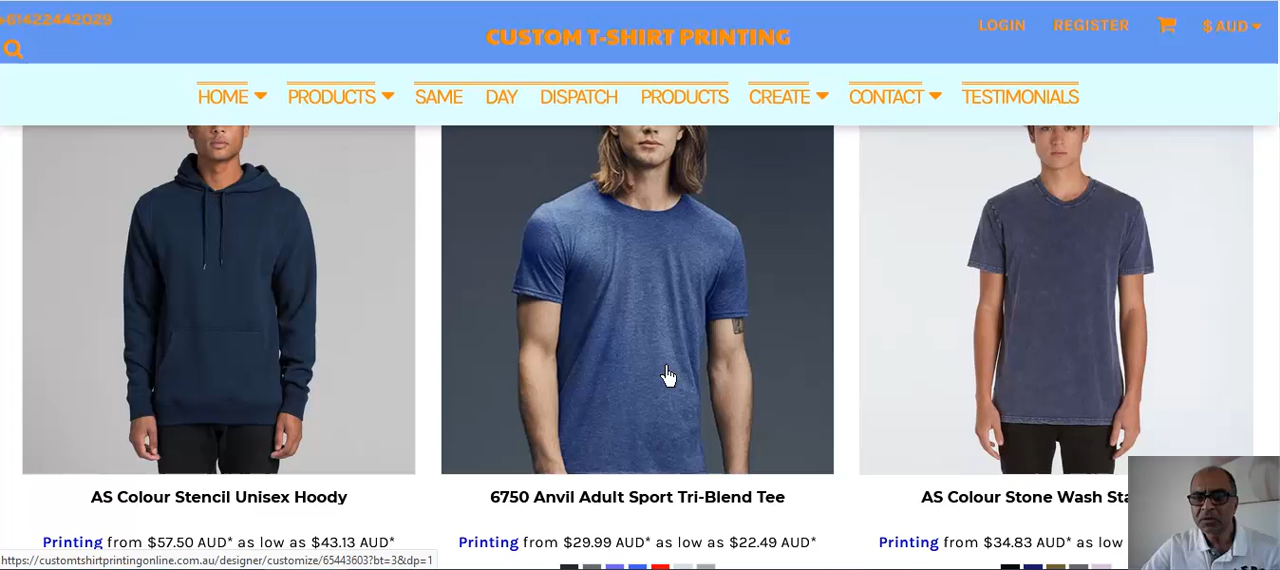 +61422442029
CUSTOM T-SHIRT PRINTING
LOGIN REGISTER $ AUD
HOME PRODUCTS SAME DAY DISPATCH PRODUCTS CREATE CONTACT TESTIMONIALS
AS Colour Stencil Unisex Hoody
6750 Anvil Adult Sport Tri-Blend Tee
AS Colour Stone Wash Sta
Printing from $57.50 AUD* as low as $43.13 AUD*
Printing from $29.99 AUD* as low as $22.49 AUD*
Printing from $34.83 AUD* as low
https://customtshirtprintingonline.com.au/designer/customize/65443603?bt=3&dp=1